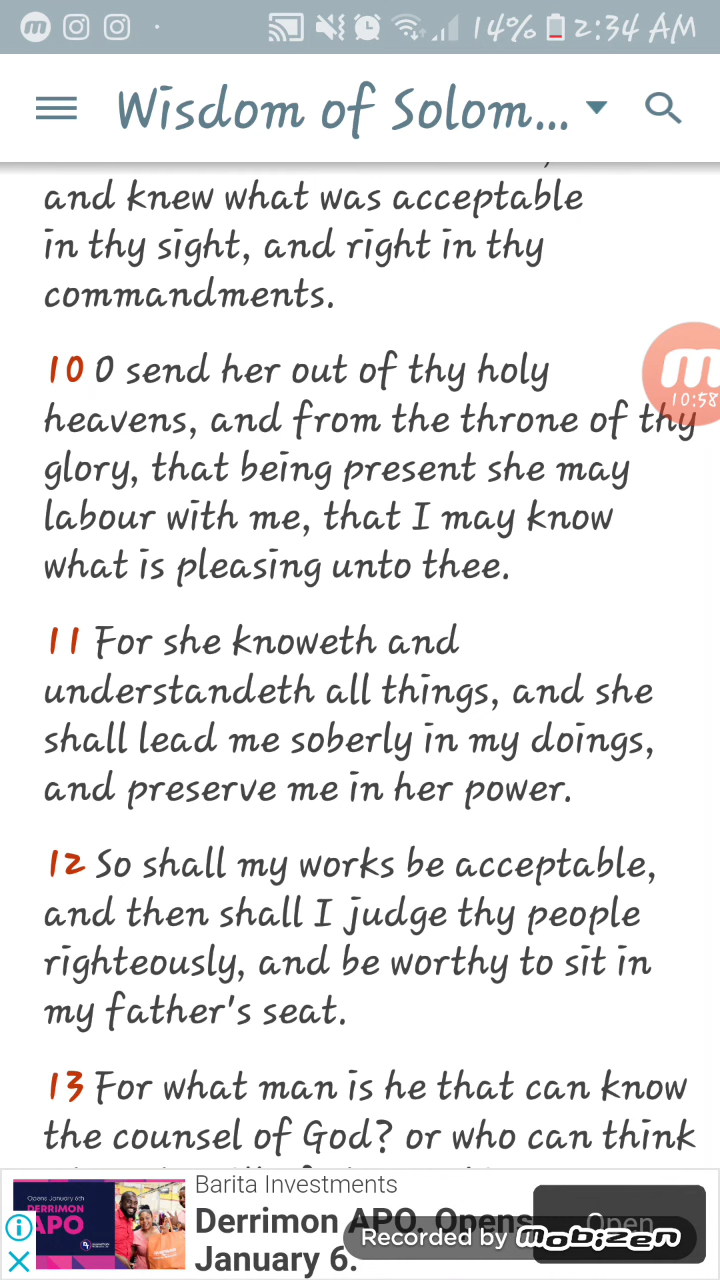 14% 2:34 AM
Wisdom of Solom...
and knew what was acceptable
in thy sight, and right in thy
commandments.
10 O send her out of thy holy
heavens, and from the throne of thy
glory, that being present she may
labour with me, that I may know
what is pleasing unto thee.
11 For she knoweth and
understandeth all things, and she
shall lead me soberly in my doings,
and preserve me in her power.
12 So shall my works be acceptable,
and then shall I judge thy people
righteously, and be worthy to sit in
my father's seat.
13 For what man is he that can know
the counsel of God? or who can think
m
10:58
Opens January 6th
DERRIMON
APO
Barita Investments
Derrimon APO. Opens
January 6.
Open
Recorded by mobizen